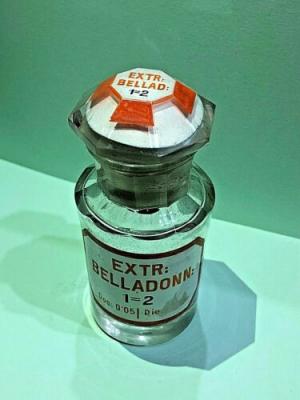 EXTR:
BELLAD:
1=2
EXTR:
BELLADONN:
1=2
Dos: 0'05| Die